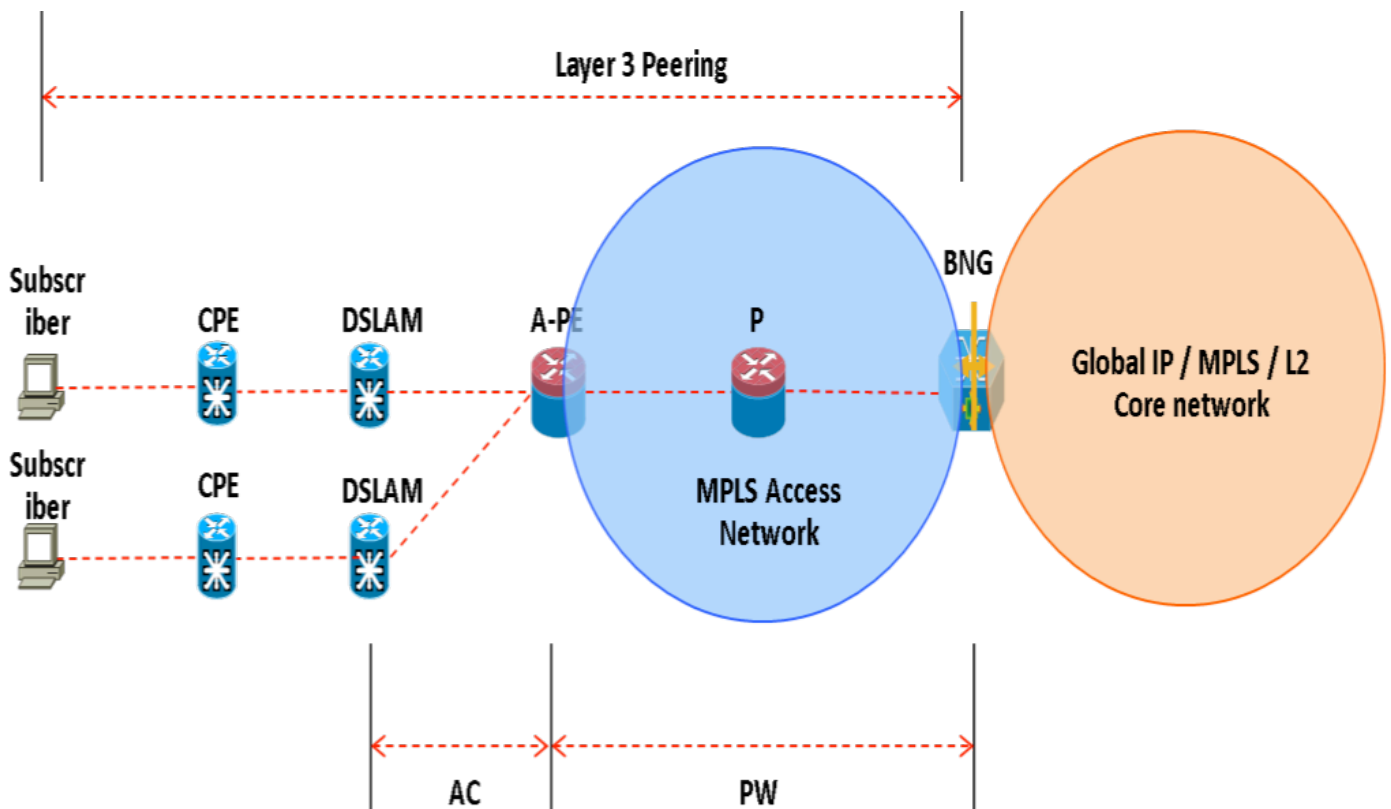 Layer 3 Peering
BNG
Subscr
iber
CPE
DSLAM
A-PE
P
Global IP / MPLS / L2
Core network
Subscr
iber
CPE
DSLAM
MPLS Access
Network
AC
PW